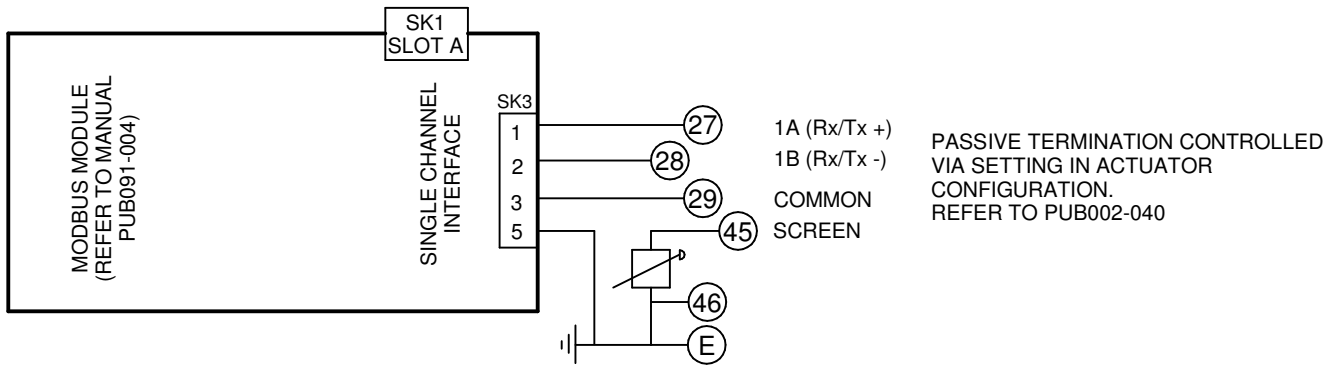 SK1
SLOT A
MODBUS MODULE
(REFER TO MANUAL
PUB091-004)
SINGLE CHANNEL
INTERFACE
SK3
1
2
3
5
27
28
29
45
46
E
1A (Rx/Tx +)
1B (Rx/Tx -)
COMMON
SCREEN
PASSIVE TERMINATION CONTROLLED
VIA SETTING IN ACTUATOR
CONFIGURATION.
REFER TO PUB002-040